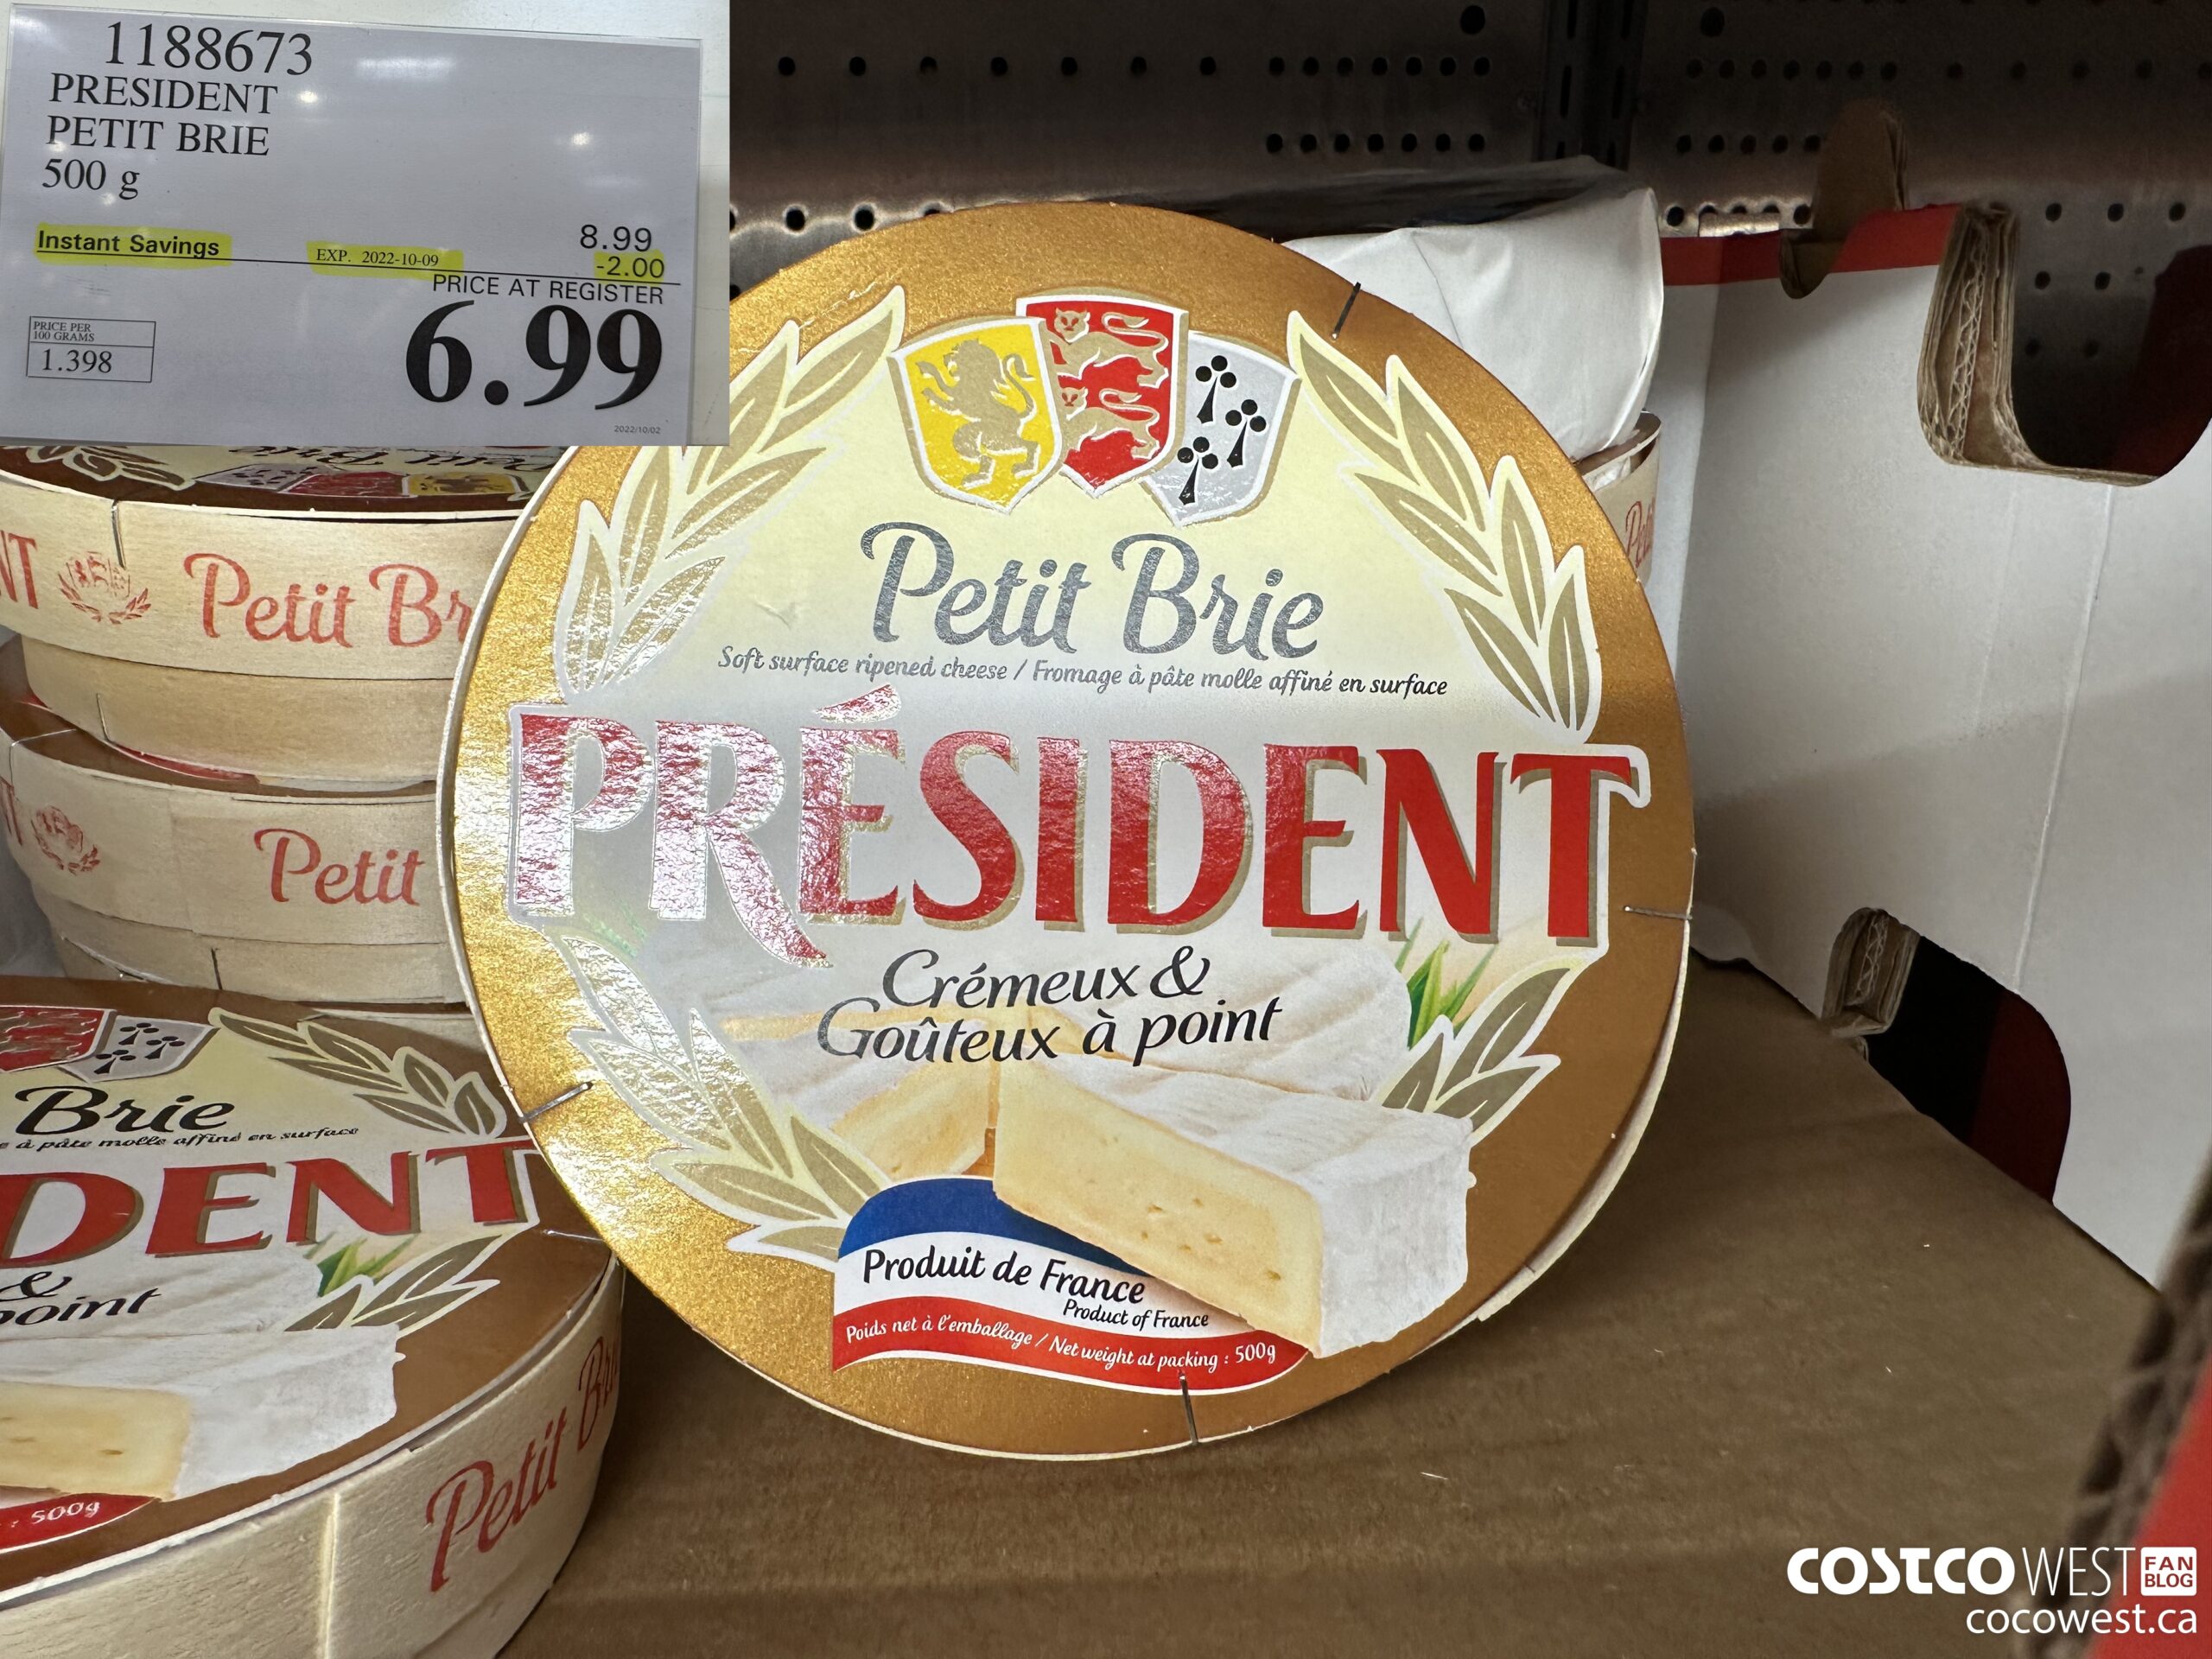 1188673
PRESIDENT
PETIT BRIE
500 g
Instant Savings EXP. 2022-10-09 8.99
-2.00
PRICE AT REGISTER
6.99
PRICE PER
100 GRAMS
1.398
2022/10/02
Petit Brie
Soft surface ripened cheese / Fromage à pâte molle affiné en surface
PRÉSIDENT
Crémeux &
Goûteux à point
Produit de France
Product of France
Poids net à l'emballage / Net weight at packing : 500g
Petit Brie
NT Petit Br
Petit
Brie
à pâte molle affiné en surface
DENT
&
point
: 500g
Petit Bri
COSTCO WEST FAN BLOG
cocowest.ca